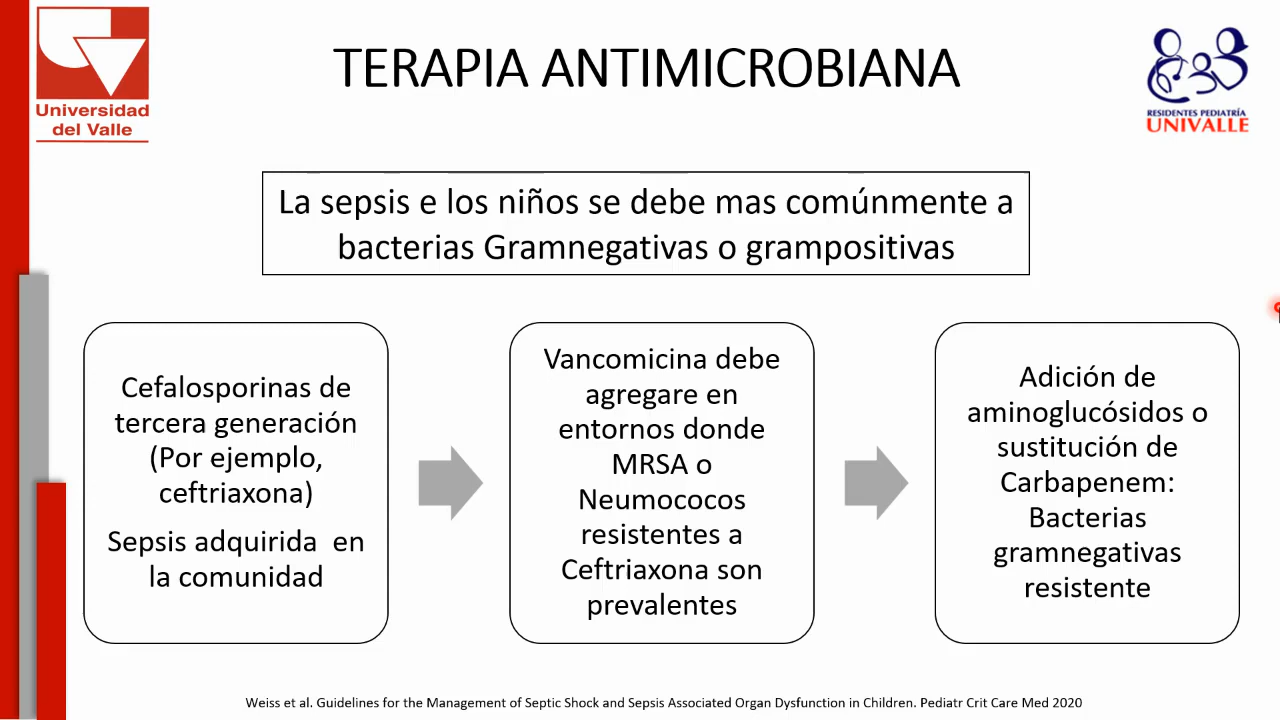 Universidad
del Valle
TERAPIA ANTIMICROBIANA
RESIDENTES PEDIATRÍA
UNIVALLE
La sepsis e los niños se debe mas comúnmente a
bacterias Gramnegativas o grampositivas
Cefalosporinas de
tercera generación
(Por ejemplo,
ceftriaxona)
Sepsis adquirida en
la comunidad
Vancomicina debe
agregare en
entornos donde
MRSA o
Neumococos
resistentes a
Ceftriaxona son
prevalentes
Adición de
aminoglucósidos o
sustitución de
Carbapenem:
Bacterias
gramnegativas
resistente
Weiss et al. Guidelines for the Management of Septic Shock and Sepsis Associated Organ Dysfunction in Children. Pediatr Crit Care Med 2020